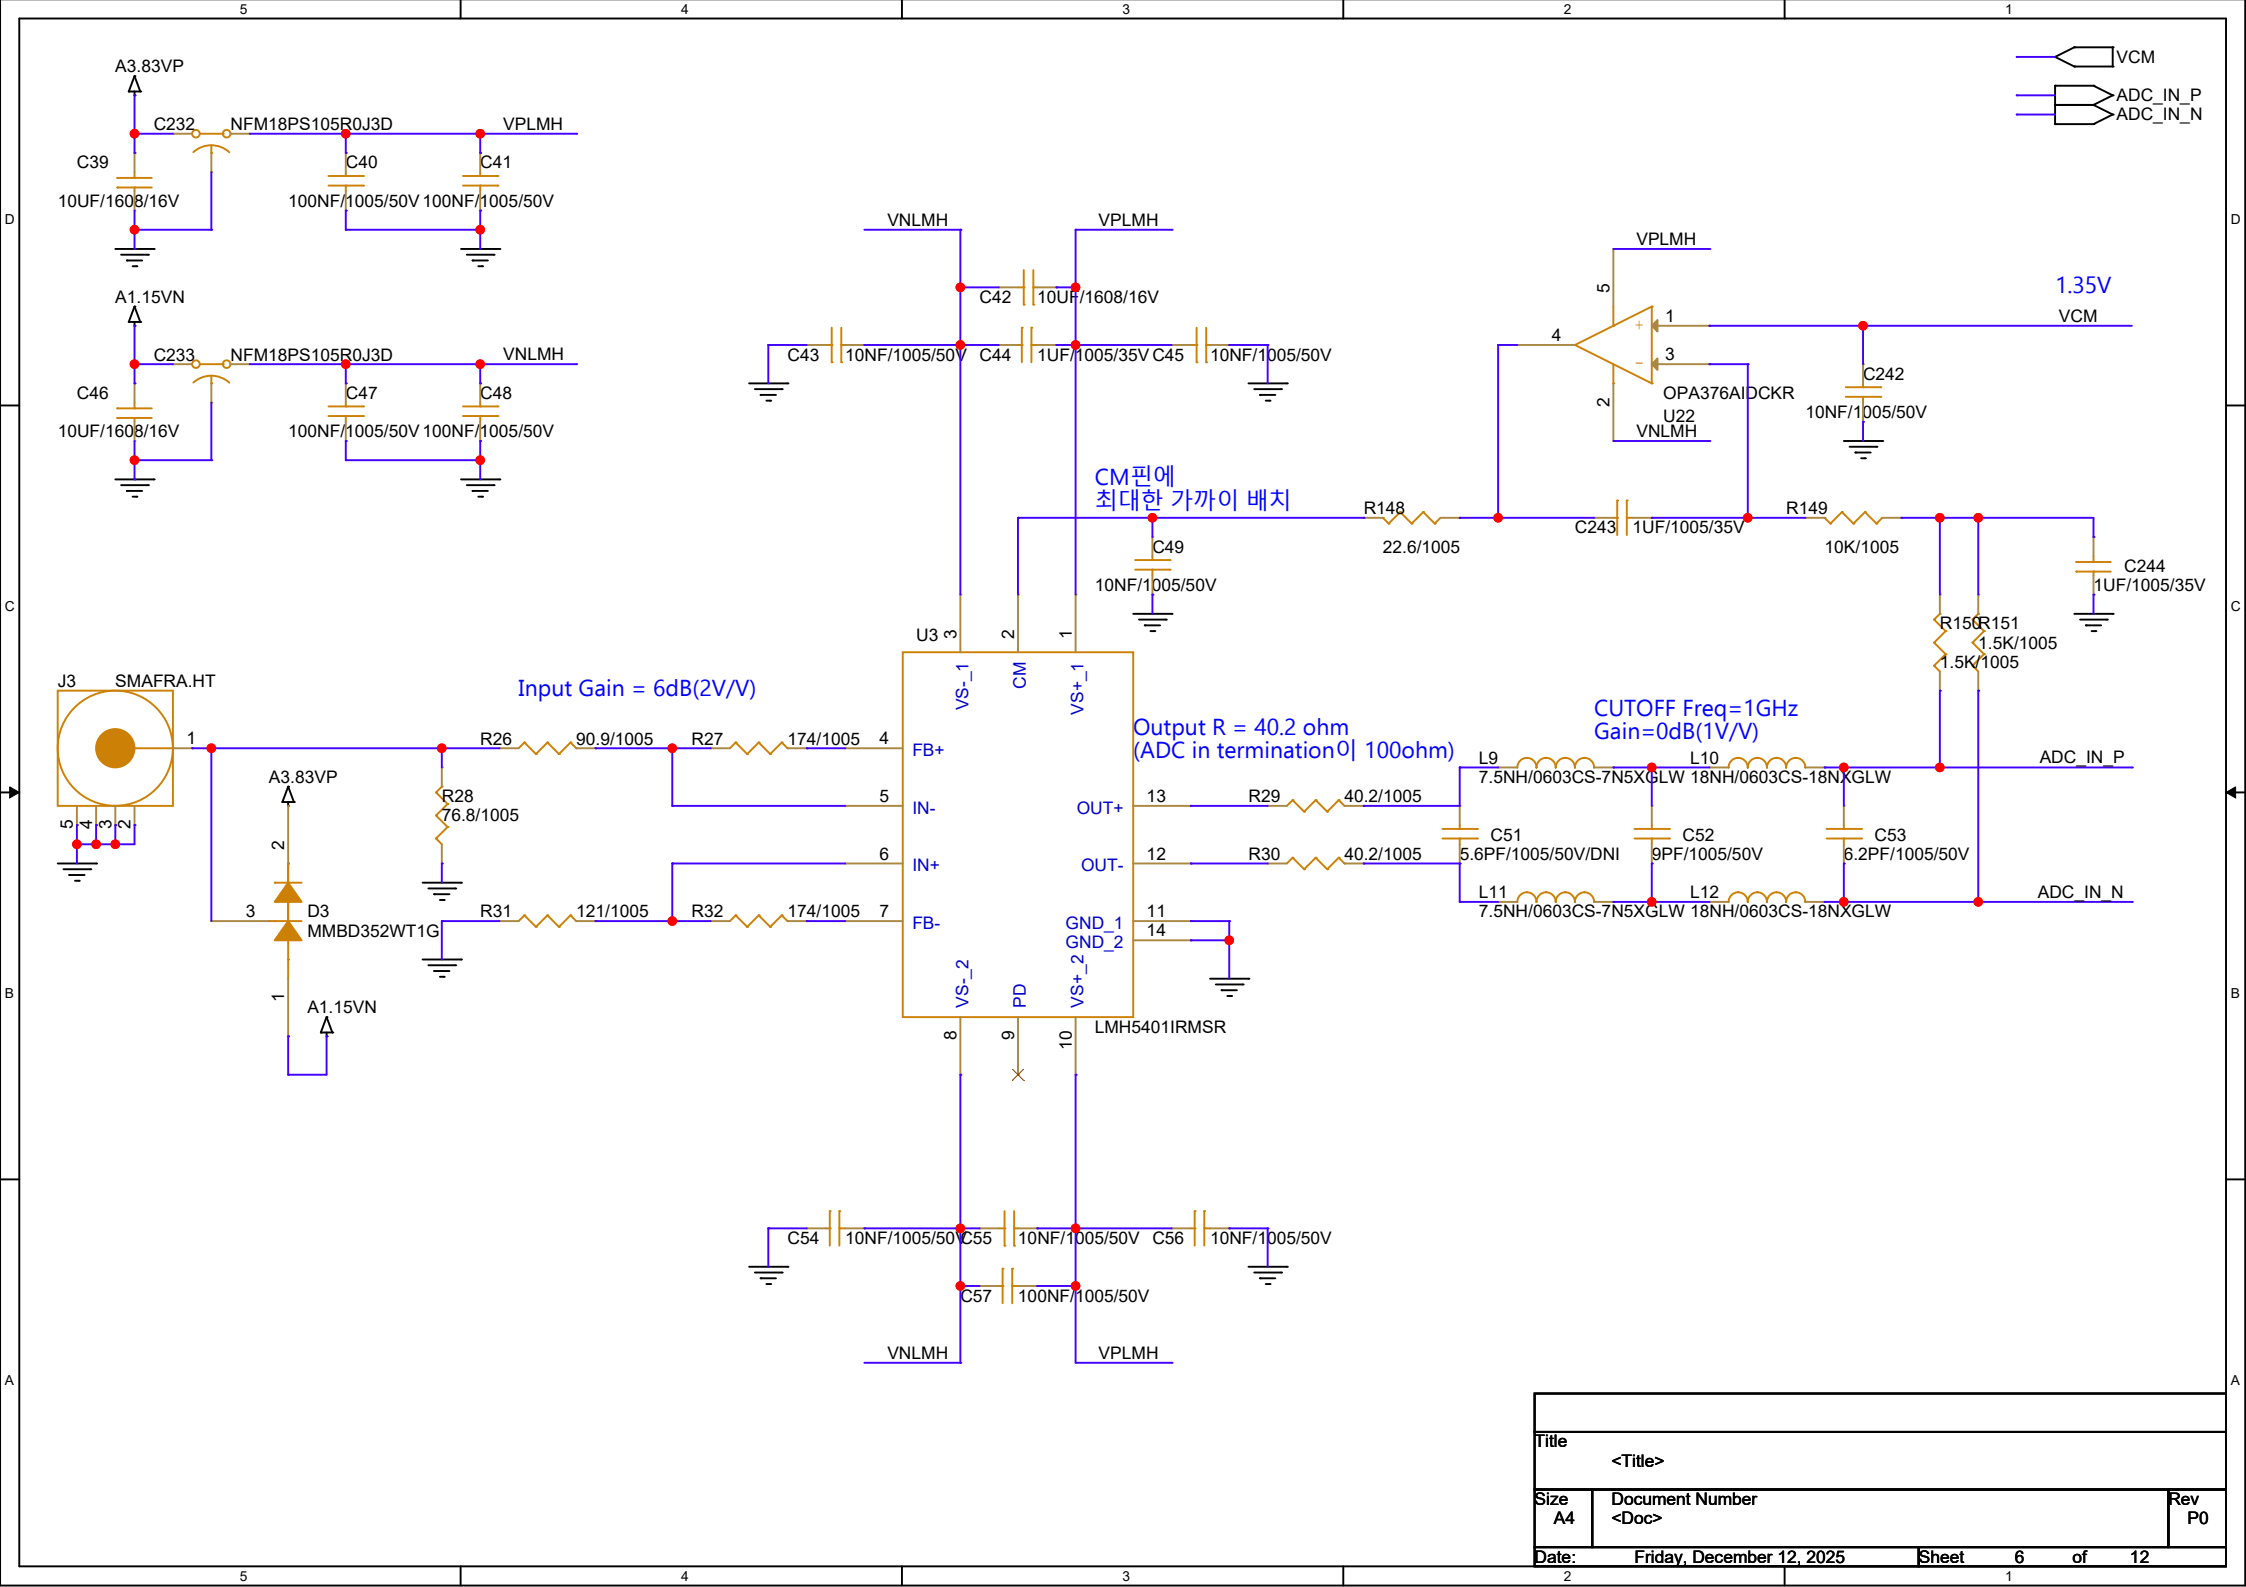 5 4 3 2 1
VCM
ADC_IN_P
ADC_IN_N
A3.83VP
C232 NFM18PS105R0J3D VPLMH
C39 C40 C41
10UF/1608/16V 100NF/1005/50V 100NF/1005/50V
D D
A1.15VN
C233 NFM18PS105R0J3D VNLMH
C46 C47 C48
10UF/1608/16V 100NF/1005/50V 100NF/1005/50V
VNLMH VPLMH
C42 10UF/1608/16V
C43 10NF/1005/50V C44 1UF/1005/35V C45 10NF/1005/50V
VPLMH
5
1.35V
VCM
1
4
+
-
3
2
OPA376AIDCKR
U22
VNLMH
C242
10NF/1005/50V
CM핀에
최대한 가까이 배치
C49
10NF/1005/50V
R148
22.6/1005
C243 1UF/1005/35V
R149
10K/1005
C244
1UF/1005/35V
C C
R150 R151
1.5K/1005
1.5K/1005
U3 3 2 1
VS-_1 CM VS+_1
J3 SMAFRA.HT
1
5 4 3 2
Input Gain = 6dB(2V/V)
R26 90.9/1005 R27 174/1005 4 FB+
R28
76.8/1005
5 IN-
6 IN+
R31 121/1005 R32 174/1005 7 FB-
A3.83VP
2
3 D3
MMBD352WT1G
1
A1.15VN
Output R = 40.2 ohm
(ADC in termination이 100ohm)
OUT+ 13 R29 40.2/1005
OUT- 12 R30 40.2/1005
GND_1 11
GND_2 14
CUTOFF Freq=1GHz
Gain=0dB(1V/V)
L9 L10 ADC_IN_P
7.5NH/0603CS-7N5XGLW 18NH/0603CS-18NXGLW
C51 C52 C53
5.6PF/1005/50V/DNI 9PF/1005/50V 6.2PF/1005/50V
L11 L12 ADC_IN_N
7.5NH/0603CS-7N5XGLW 18NH/0603CS-18NXGLW
B B
VS-_2 PD VS+_2
LMH5401IRMSR
8 9 10
C54 10NF/1005/50V C55 10NF/1005/50V C56 10NF/1005/50V
C57 100NF/1005/50V
VNLMH VPLMH
A A
Title
<Title>
Size Document Number Rev
A4 <Doc> P0
Date: Friday, December 12, 2025 Sheet 6 of 12
5 4 3 2 1